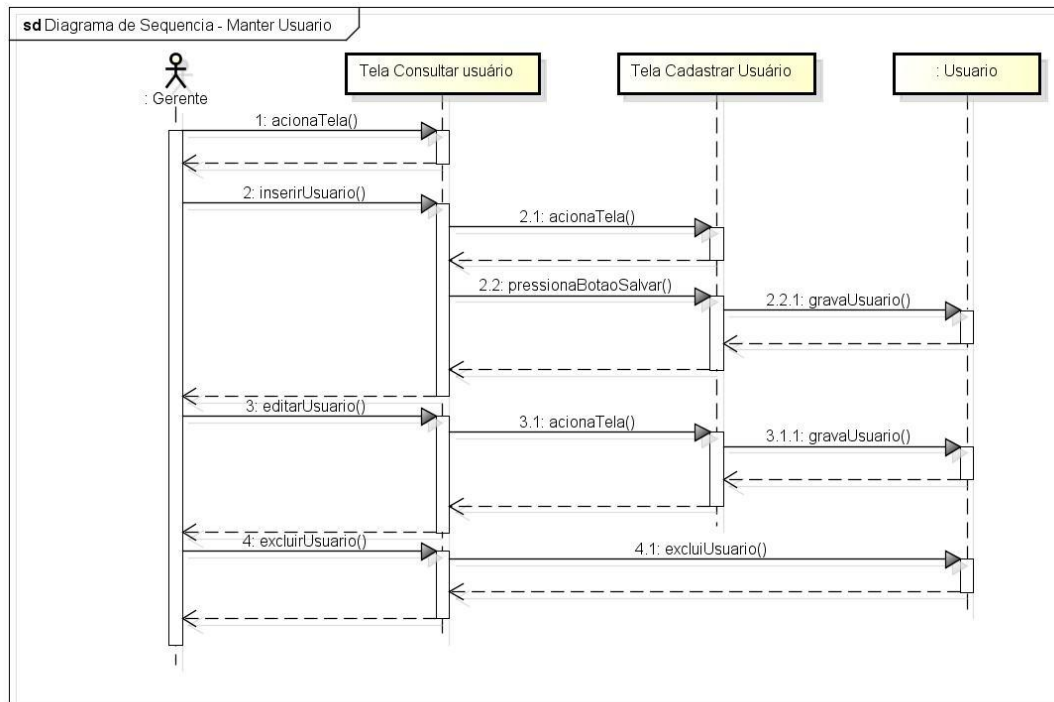 sd Diagrama de Sequencia - Manter Usuario
Tela Consultar usuário
Tela Cadastrar Usuário
: Usuario
: Gerente
1: acionaTela()
2: inserirUsuario()
2.1: acionaTela()
2.2: pressionaBotaoSalvar()
2.2.1: gravaUsuario()
3: editarUsuario()
3.1: acionaTela()
3.1.1: gravaUsuario()
4: excluirUsuario()
4.1: excluiUsuario()